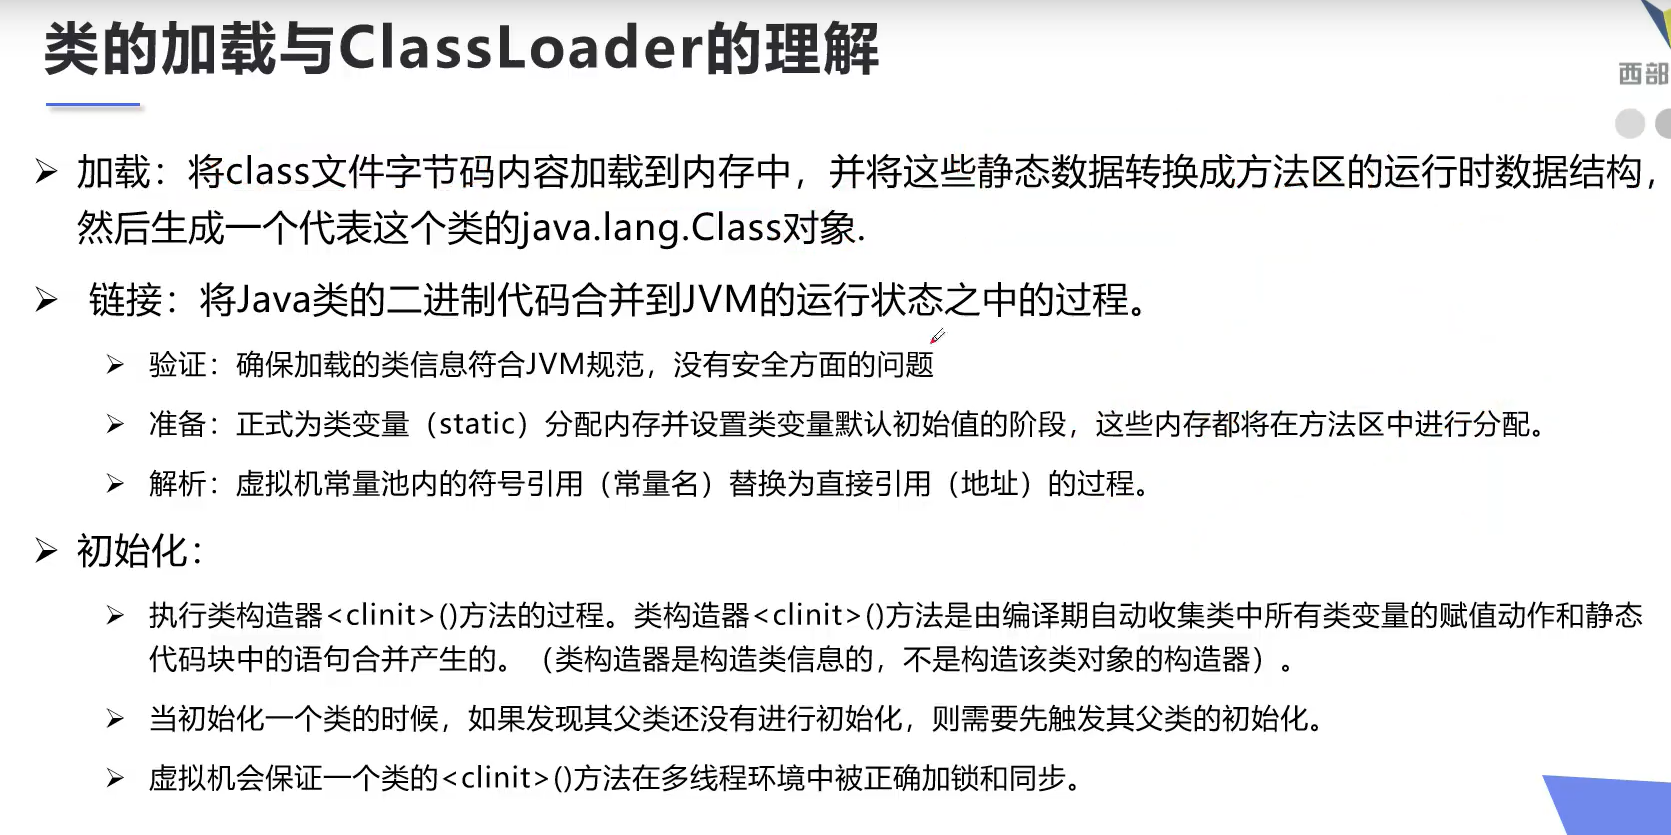 类的加载与ClassLoader的理解
西部
加载：将class文件字节码内容加载到内存中，并将这些静态数据转换成方法区的运行时数据结构，
然后生成一个代表这个类的java.lang.Class对象.
链接：将Java类的二进制代码合并到JVM的运行状态之中的过程。
验证：确保加载的类信息符合JVM规范，没有安全方面的问题
准备：正式为类变量（static）分配内存并设置类变量默认初始值的阶段，这些内存都将在方法区中进行分配。
解析：虚拟机常量池内的符号引用（常量名）替换为直接引用（地址）的过程。
初始化：
执行类构造器<clinit>()方法的过程。类构造器<clinit>()方法是由编译期自动收集类中所有类变量的赋值动作和静态
代码块中的语句合并产生的。（类构造器是构造类信息的，不是构造该类对象的构造器）。
当初始化一个类的时候，如果发现其父类还没有进行初始化，则需要先触发其父类的初始化。
虚拟机会保证一个类的<clinit>()方法在多线程环境中被正确加锁和同步。